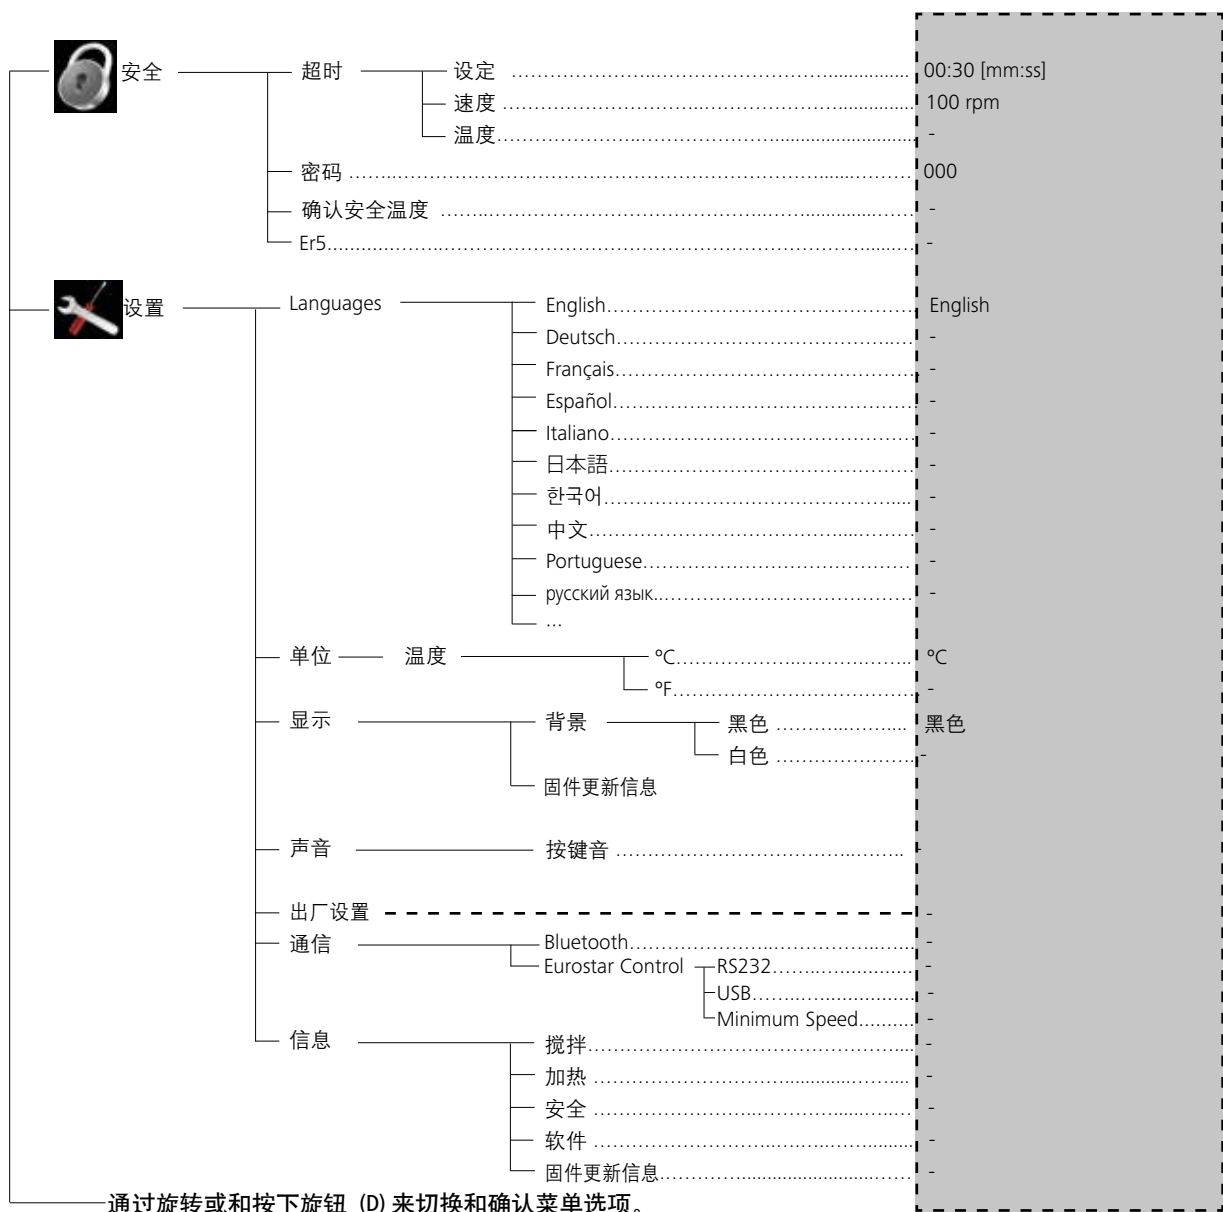 安全 超时 设定 ........................................ 00:30 [mm:ss]
速度 ........................................ 100 rpm
温度........................................ -
密码 ........................................ 000
确认安全温度 ........................................ -
Er5........................................ -
设置 Languages English........................................ English
Deutsch........................................ -
Français........................................ -
Español........................................ -
Italiano........................................ -
日本語........................................ -
한국어........................................ -
中文........................................ -
Portuguese........................................ -
русский язык........................................ -
...
单位 温度 ºC........................................ ºC
ºF........................................ -
显示 背景 黑色 .................... 黑色
白色 .................... -
固件更新信息
声音 按键音 ........................................ -
出厂设置 -
通信 Bluetooth........................................ -
Eurostar Control RS232.................... -
USB.................... -
Minimum Speed.......... -
信息 搅拌........................................ -
加热 ........................................ -
安全 ........................................ -
软件 ........................................ -
固件更新信息........................................ -
通过旋转或和按下旋钮 (D) 来切换和确认菜单选项。